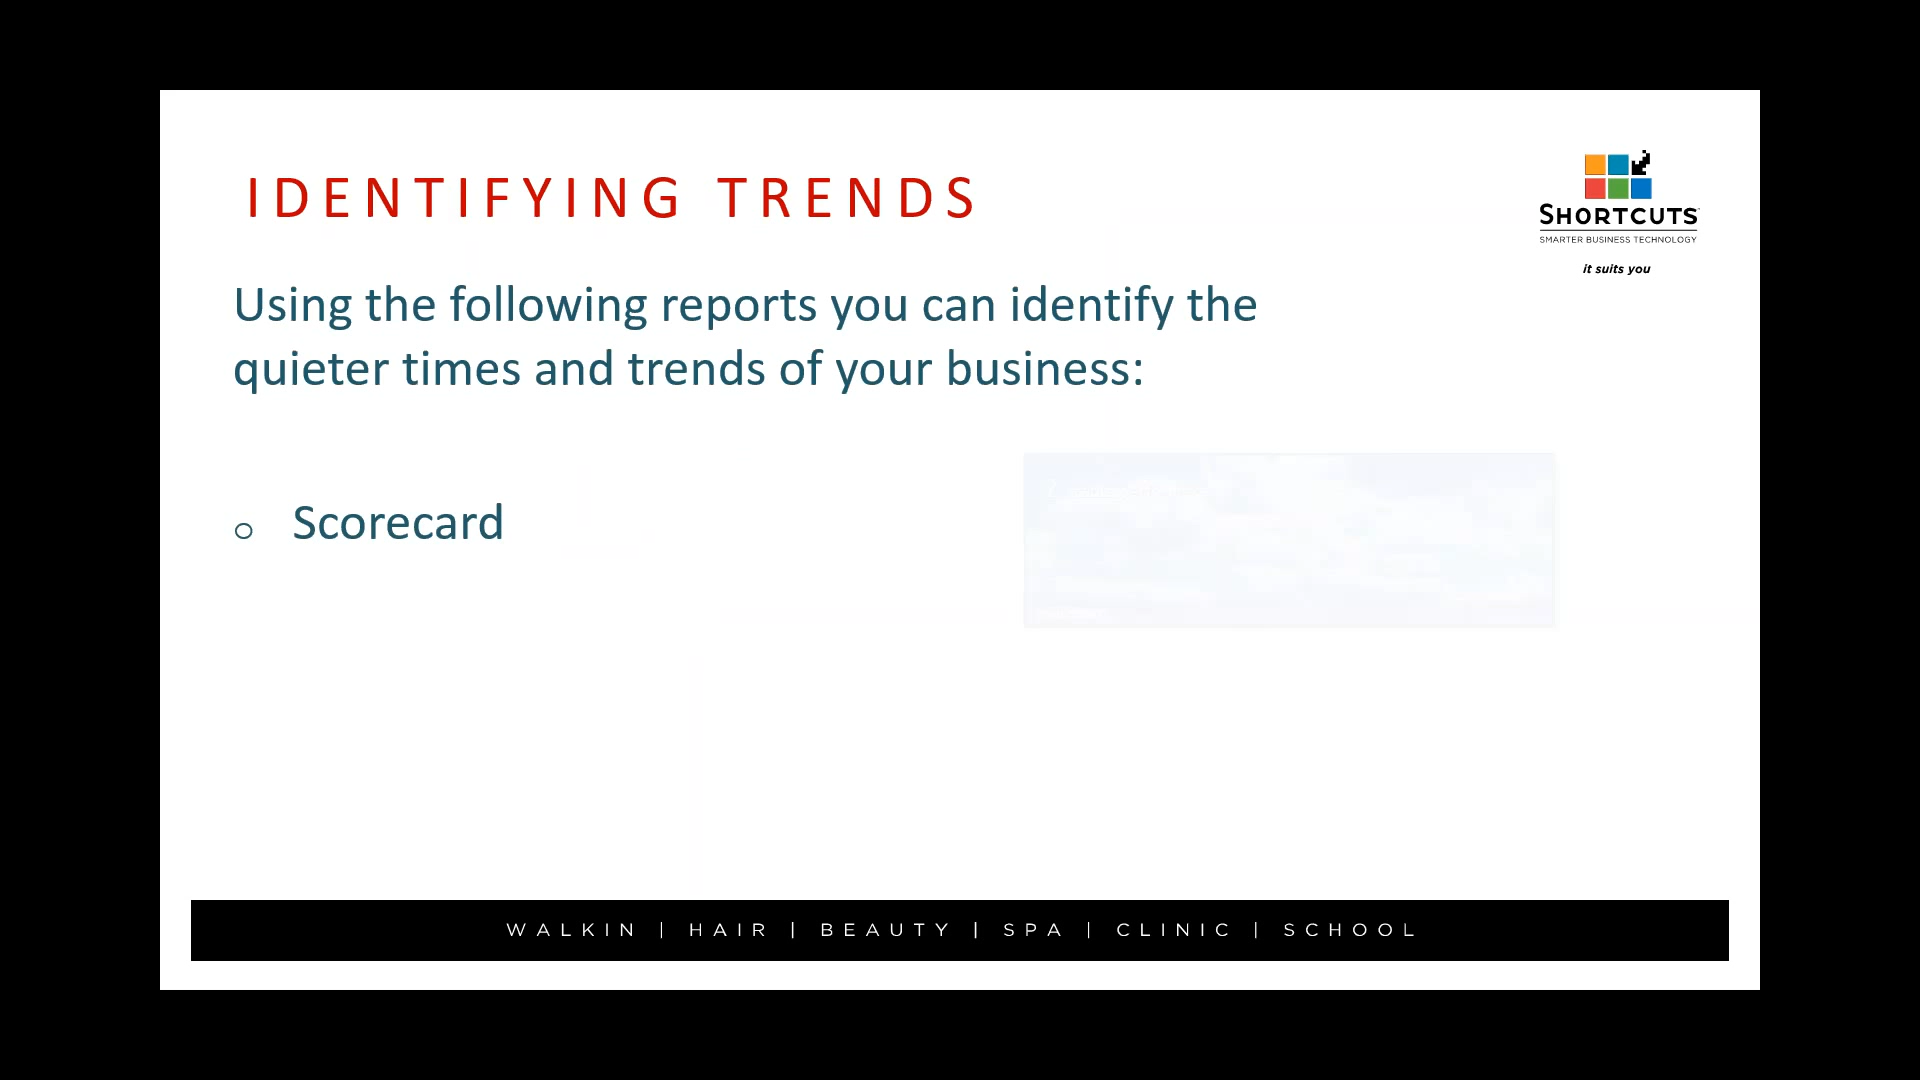 IDENTIFYING TRENDS
SHORTCUTS
SMARTER BUSINESS TECHNOLOGY
it suits you
Using the following reports you can identify the
quieter times and trends of your business:
o Scorecard
WALKIN | HAIR | BEAUTY | SPA | CLINIC | SCHOOL